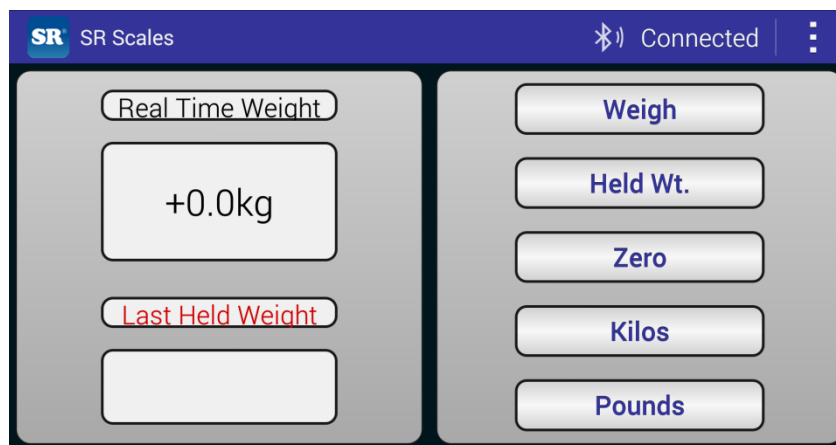 SR SR Scales
Connected
Real Time Weight
+0.0kg
Last Held Weight
Weigh
Held Wt.
Zero
Kilos
Pounds